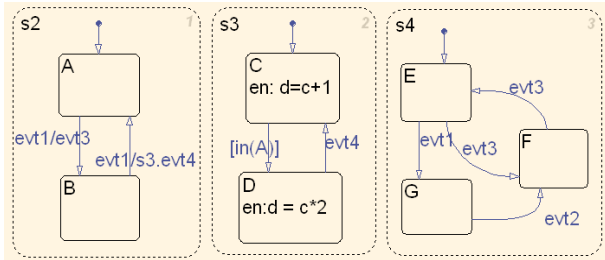 s2
1
A
evt1/evt3
evt1/s3.evt4
B
s3
2
C
en: d=c+1
[in(A)]
evt4
D
en:d = c*2
s4
3
E
evt3
evt1
evt3
F
G
evt2